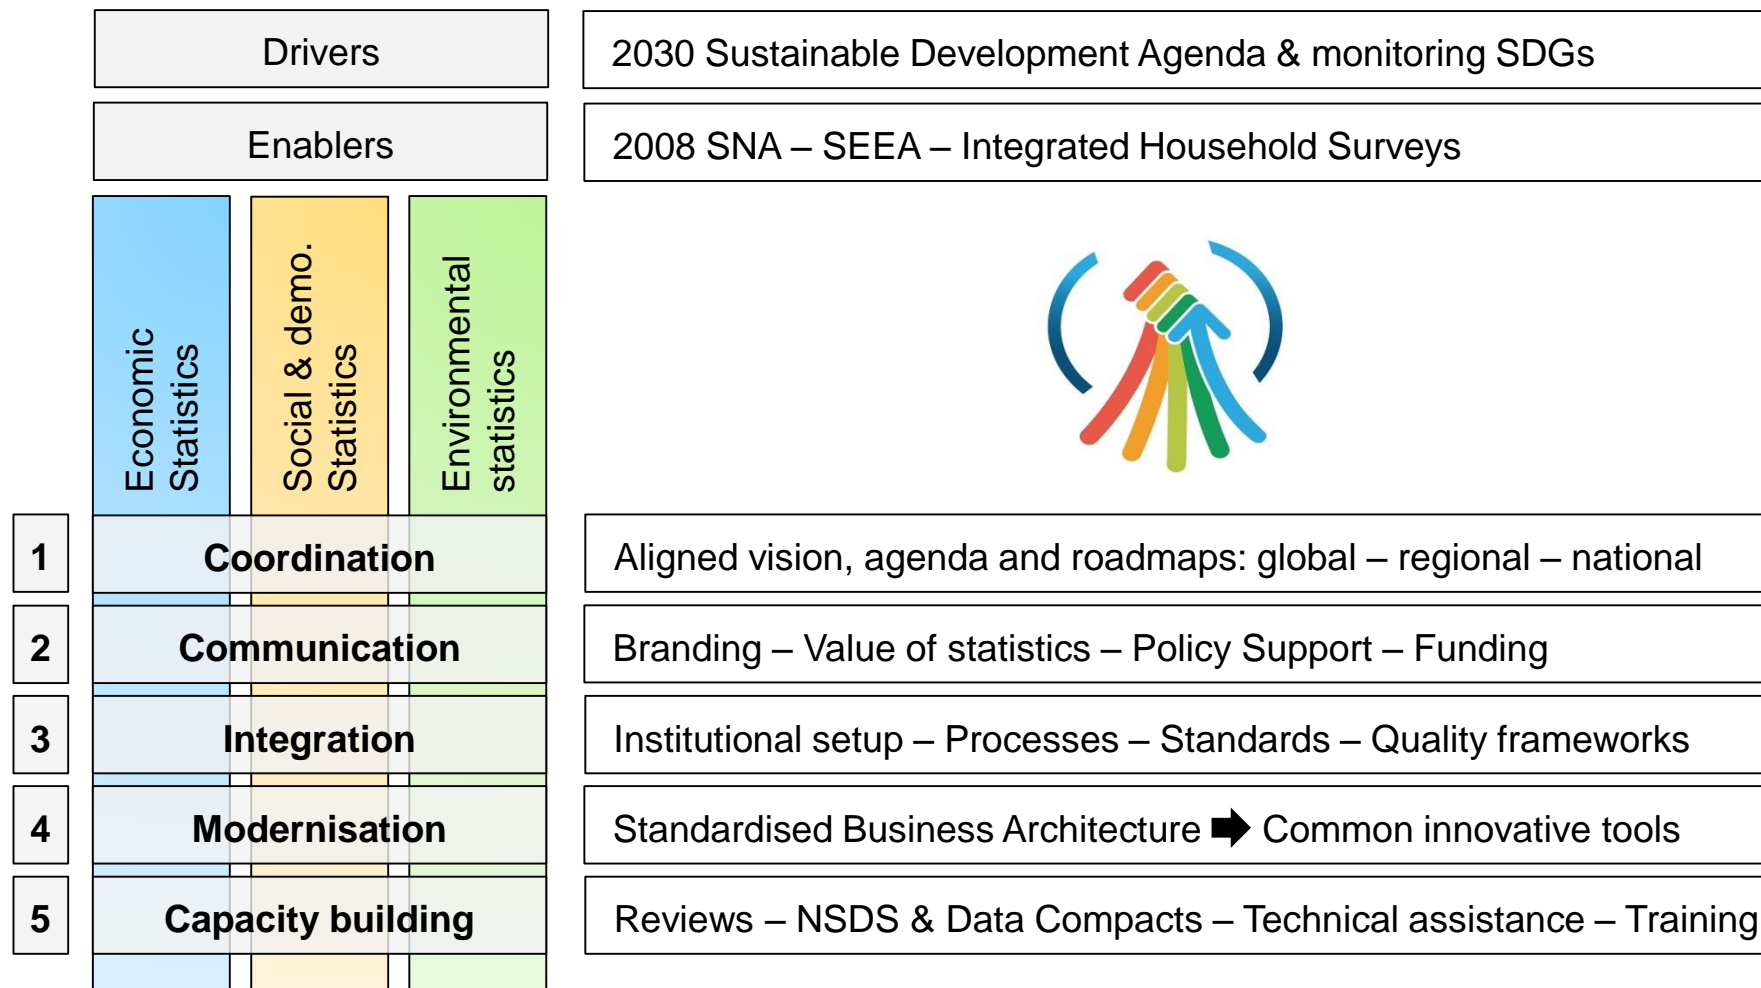 Drivers
2030 Sustainable Development Agenda & monitoring SDGs
Enablers
2008 SNA – SEEA – Integrated Household Surveys
Economic
Statistics
Social & demo.
Statistics
Environmental
statistics
1
Coordination
Aligned vision, agenda and roadmaps: global – regional – national
2
Communication
Branding – Value of statistics – Policy Support – Funding
3
Integration
Institutional setup – Processes – Standards – Quality frameworks
4
Modernisation
Standardised Business Architecture ➡ Common innovative tools
5
Capacity building
Reviews – NSDS & Data Compacts – Technical assistance – Training